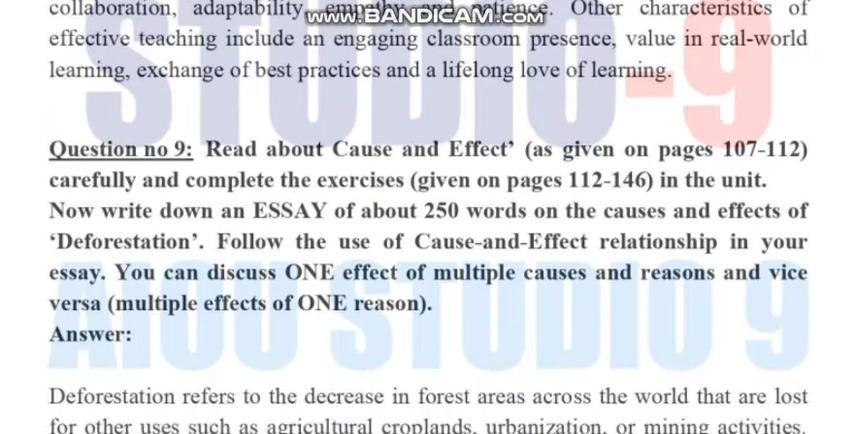 collaboration, adaptability, empathy and patience. Other characteristics of
www.BANDICAM.com
effective teaching include an engaging classroom presence, value in real-world
learning, exchange of best practices and a lifelong love of learning.
STUDIO-9
Question no 9: Read about Cause and Effect’ (as given on pages 107-112)
carefully and complete the exercises (given on pages 112-146) in the unit.
Now write down an ESSAY of about 250 words on the causes and effects of
‘Deforestation’. Follow the use of Cause-and-Effect relationship in your
essay. You can discuss ONE effect of multiple causes and reasons and vice
versa (multiple effects of ONE reason).
AIOU STUDIO 9
Answer:
Deforestation refers to the decrease in forest areas across the world that are lost
for other uses such as agricultural croplands, urbanization, or mining activities.